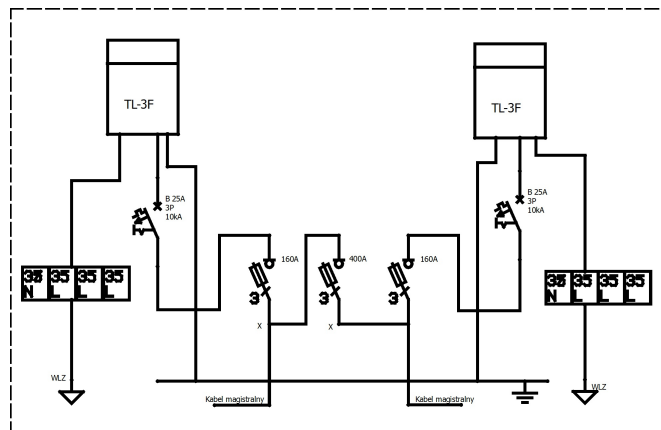 TL-3F
TL-3F
B 25A
3P
10kA
B 25A
3P
10kA
160A
400A
160A
3
3
3
35 35 35 35
N L L L
35 35 35 35
N L L L
X
X
WLZ
WLZ
Kabel magistralny
Kabel magistralny